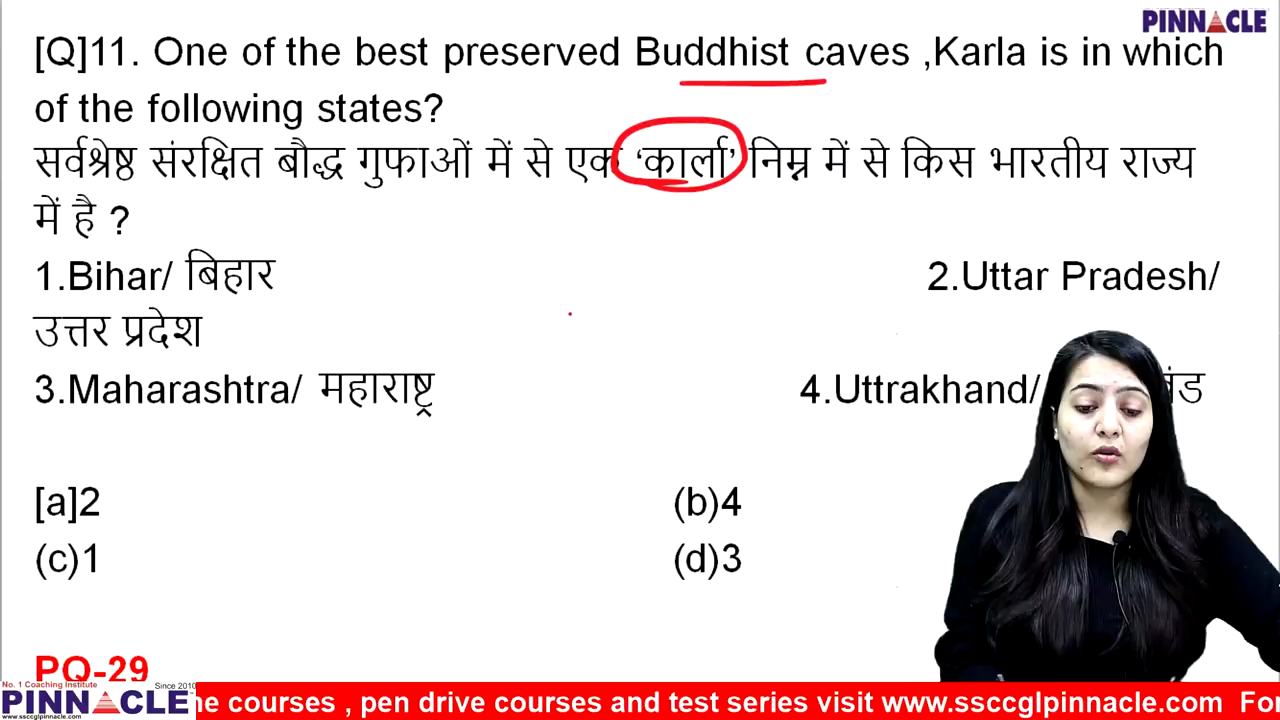 PINNACLE
[Q]11. One of the best preserved Buddhist caves ,Karla is in which
of the following states?
सर्वश्रेष्ठ संरक्षित बौद्ध गुफाओं में से एक ‘कार्ला’ निम्न में से किस भारतीय राज्य
में है ?
1.Bihar/ बिहार 2.Uttar Pradesh/
उत्तर प्रदेश
3.Maharashtra/ महाराष्ट्र 4.Uttrakhand/
[a]2 (b)4
(c)1 (d)3
PQ-29
No. 1 Coaching Institute Since 2010
PINNACLE
www.ssccglpinnacle.com
courses , pen drive courses and test series visit www.ssccglpinnacle.com